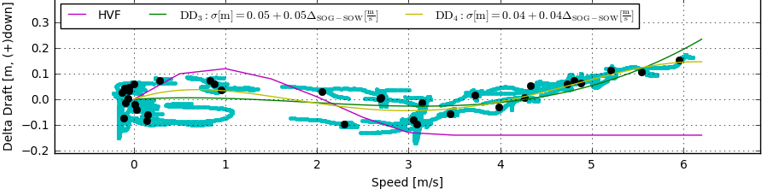 HVF DD₃ : σ[m] = 0.05 + 0.05Δ_SOG−SOW[m/s] DD₄ : σ[m] = 0.04 + 0.04Δ_SOG−SOW[m/s]
Delta Draft [m, (+)down]
0.3
0.2
0.1
0.0
−0.1
−0.2
0 1 2 3 4 5 6
Speed [m/s]